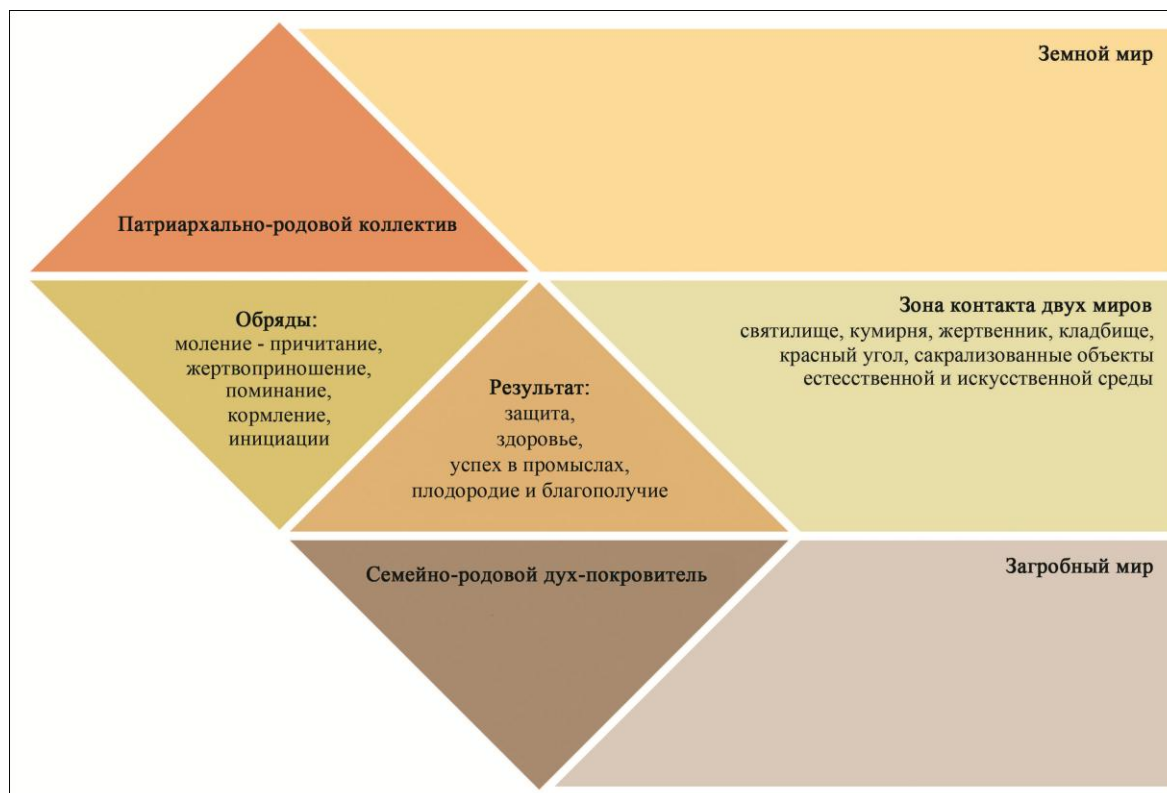 Земной мир
Патриархально-родовой коллектив
Обряды:
моление - причитание,
жертвоприношение,
поминание,
кормление,
инициации
Результат:
защита,
здоровье,
успех в промыслах,
плодородие и благополучие
Зона контакта двух миров
святилище, кумирня, жертвенник, кладбище,
красный угол, сакрализованные объекты
естесственной и искусственной среды
Семейно-родовой дух-покровитель
Загробный мир